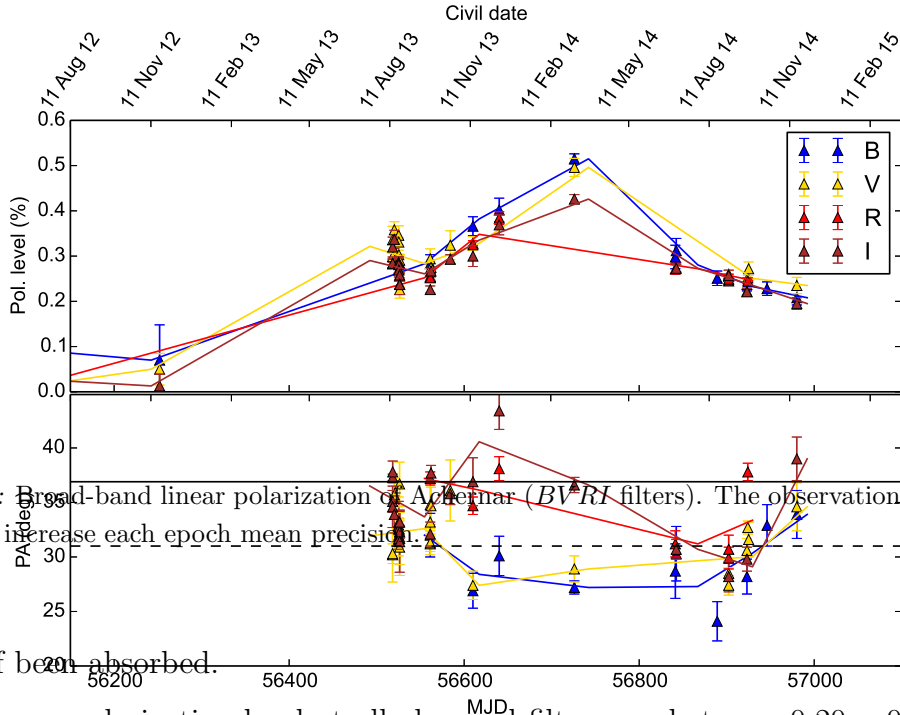 Civil date
11 Aug 12
11 Nov 12
11 Feb 13
11 May 13
11 Aug 13
11 Nov 13
11 Feb 14
11 May 14
11 Aug 14
11 Nov 14
11 Feb 15
Pol. level (%)
0.6
0.5
0.4
0.3
0.2
0.1
0.0
B
V
R
I
PA (deg.)
40
35
30
25
20
: Broad-band linear polarization of Achernar (BVRI filters). The observation
increase each epoch mean precision.
f been absorbed.
56200
56400
56600
56800
57000
MJD